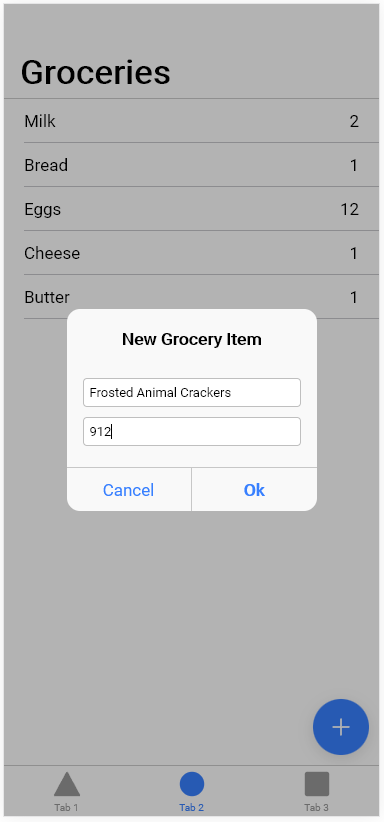 Groceries
Milk 2
Bread 1
Eggs 12
Cheese 1
Butter 1
New Grocery Item
Frosted Animal Crackers
912
Cancel Ok
Tab 1 Tab 2 Tab 3